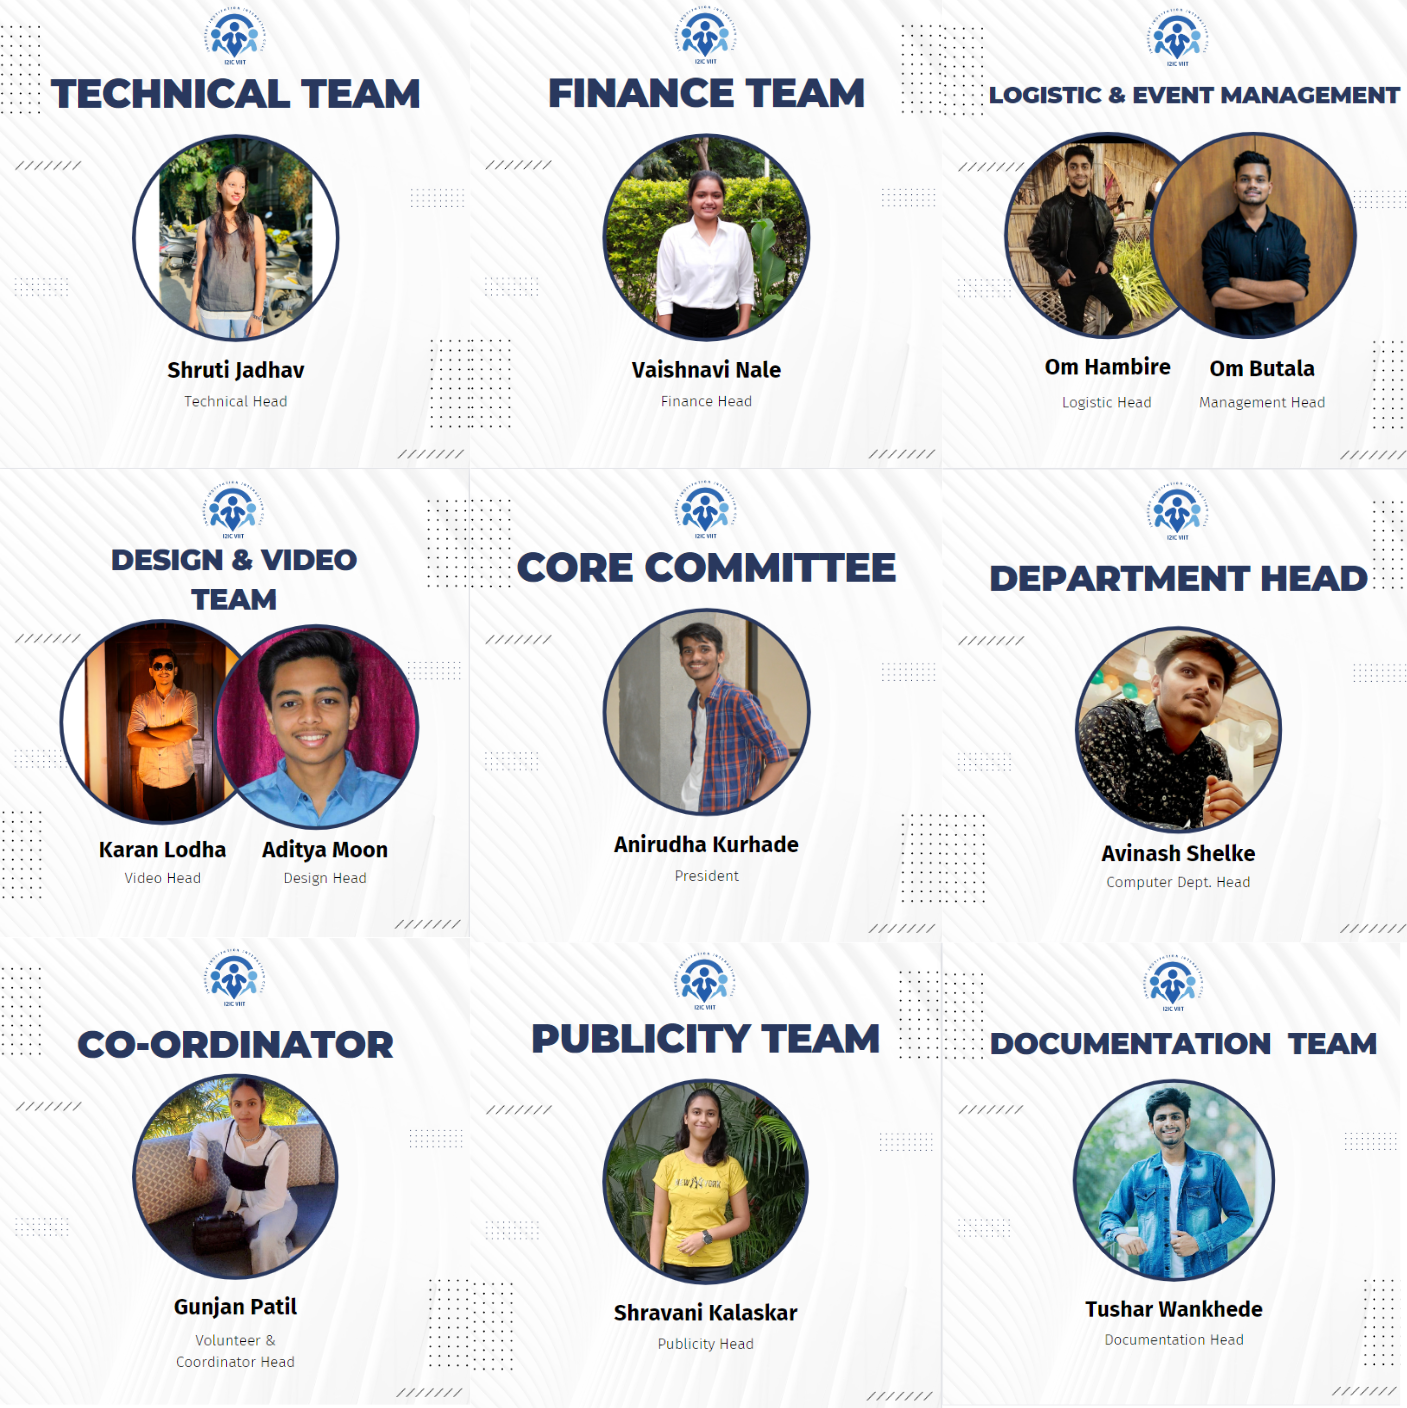 I2IC VIIT
TECHNICAL TEAM
Shruti Jadhav
Technical Head
I2IC VIIT
FINANCE TEAM
Vaishnavi Nale
Finance Head
I2IC VIIT
LOGISTIC & EVENT MANAGEMENT
Om Hambire
Logistic Head
Om Butala
Management Head
I2IC VIIT
DESIGN & VIDEO
TEAM
Karan Lodha
Video Head
Aditya Moon
Design Head
I2IC VIIT
CORE COMMITTEE
Anirudha Kurhade
President
I2IC VIIT
DEPARTMENT HEAD
Avinash Shelke
Computer Dept. Head
I2IC VIIT
CO-ORDINATOR
Gunjan Patil
Volunteer &
Coordinator Head
I2IC VIIT
PUBLICITY TEAM
Shravani Kalaskar
Publicity Head
I2IC VIIT
DOCUMENTATION TEAM
Tushar Wankhede
Documentation Head